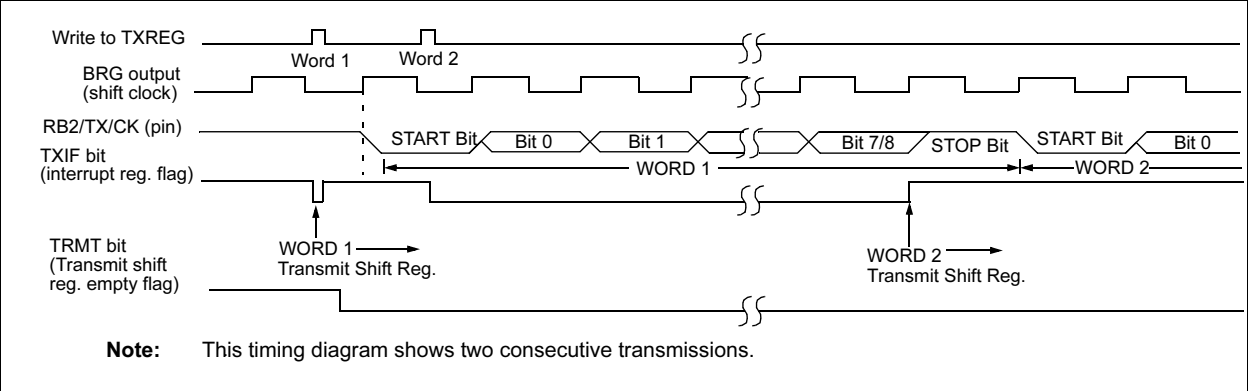 Write to TXREG
Word 1
Word 2
BRG output
(shift clock)
RB2/TX/CK (pin)
START Bit
Bit 0
Bit 1
Bit 7/8
STOP Bit
START Bit
Bit 0
WORD 1
WORD 2
TXIF bit
(interrupt reg. flag)
WORD 1
Transmit Shift Reg.
WORD 2
Transmit Shift Reg.
TRMT bit
(Transmit shift
reg. empty flag)
Note: This timing diagram shows two consecutive transmissions.